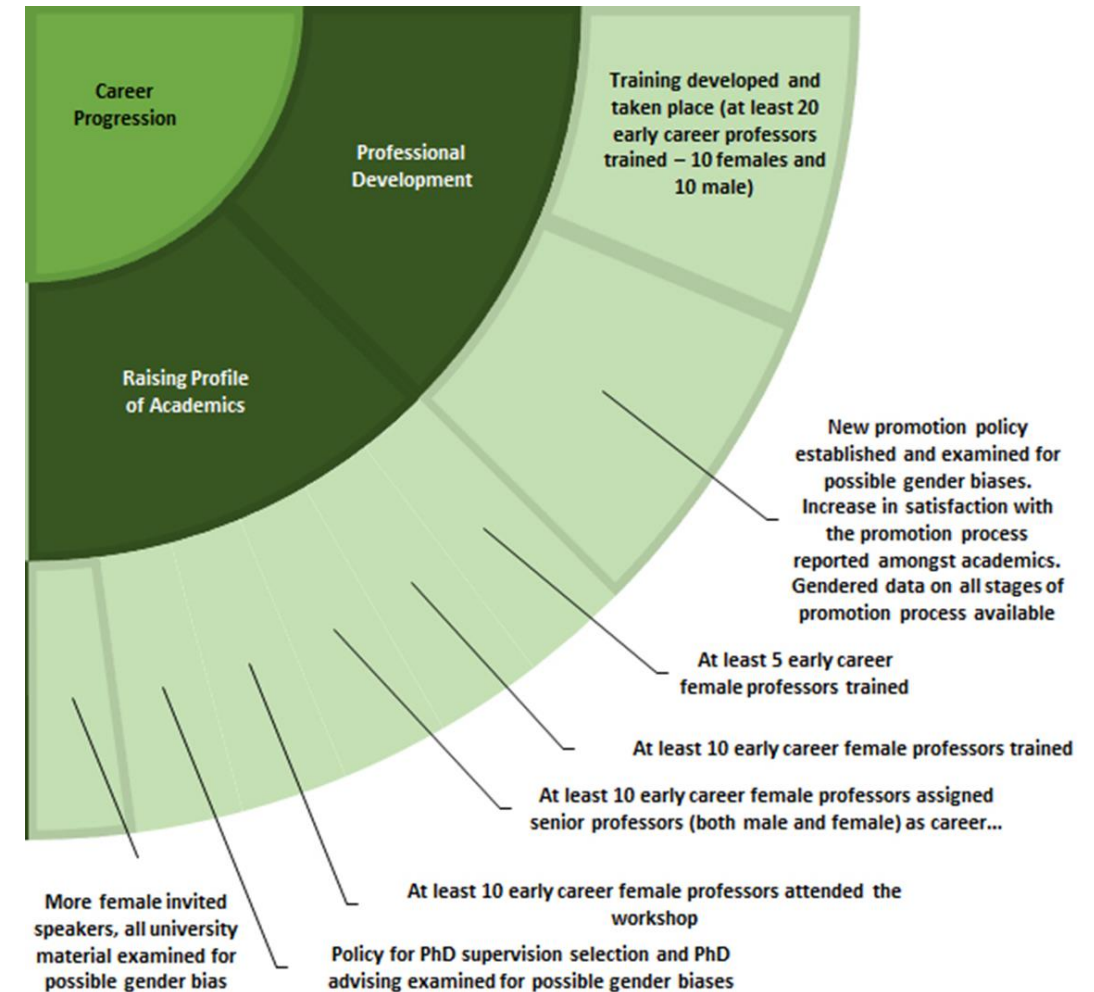 Career
Progression
Professional
Development
Training developed and
taken place (at least 20
early career professors
trained – 10 females and
10 male)
Raising Profile
of Academics
New promotion policy
established and examined for
possible gender biases.
Increase in satisfaction with
the promotion process
reported amongst academics.
Gendered data on all stages of
promotion process available
At least 5 early career
female professors trained
At least 10 early career female professors trained
At least 10 early career female professors assigned
senior professors (both male and female) as career...
At least 10 early career female professors attended the
workshop
Policy for PhD supervision selection and PhD
advising examined for possible gender biases
More female invited
speakers, all university
material examined for
possible gender bias